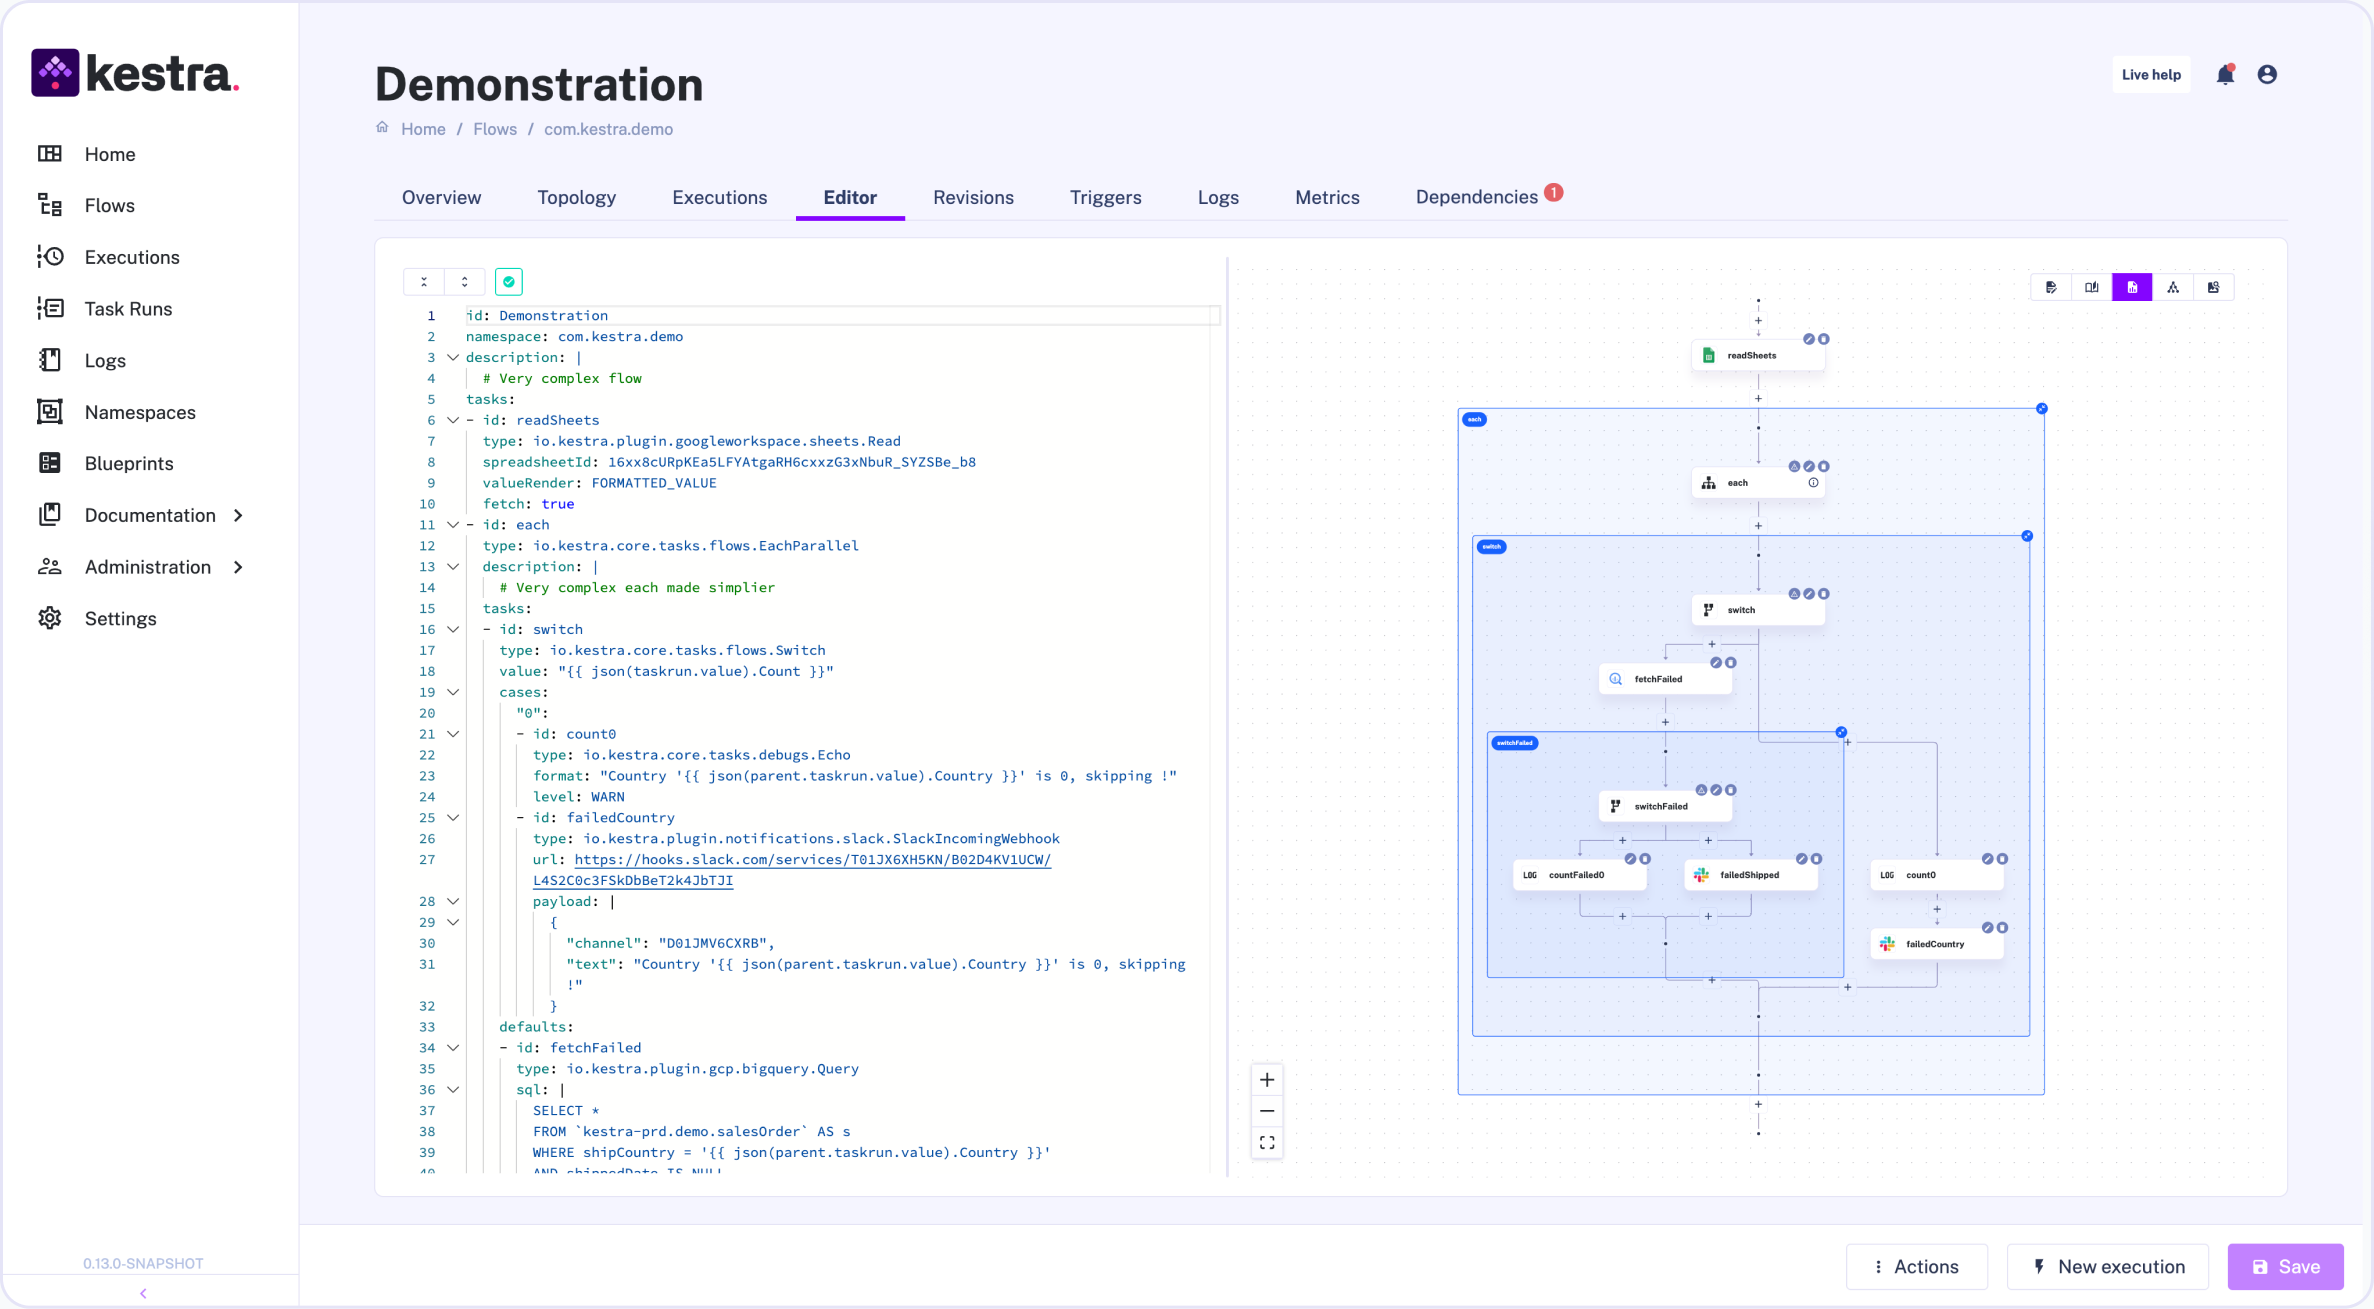 kestra.
Home
Flows
Executions
Task Runs
Logs
Namespaces
Blueprints
Documentation
Administration
Settings
0.13.0-SNAPSHOT
Demonstration
Home / Flows / com.kestra.demo
Live help
Overview
Topology
Executions
Editor
Revisions
Triggers
Logs
Metrics
Dependencies 1
1 id: Demonstration
2 namespace: com.kestra.demo
3 description: |
4 # Very complex flow
5 tasks:
6 - id: readSheets
7 type: io.kestra.plugin.googleworkspace.sheets.Read
8 spreadsheetId: 16xx8cURpKEa5LFYAtgaRH6cxxzG3xNbuR_SYZSBe_b8
9 valueRender: FORMATTED_VALUE
10 fetch: true
11 - id: each
12 type: io.kestra.core.tasks.flows.EachParallel
13 description: |
14 # Very complex each made simplier
15 tasks:
16 - id: switch
17 type: io.kestra.core.tasks.flows.Switch
18 value: "{{ json(taskrun.value).Count }}"
19 cases:
20 "0":
21 - id: count0
22 type: io.kestra.core.tasks.debugs.Echo
23 format: "Country '{{ json(parent.taskrun.value).Country }}' is 0, skipping !"
24 level: WARN
25 - id: failedCountry
26 type: io.kestra.plugin.notifications.slack.SlackIncomingWebhook
27 url: https://hooks.slack.com/services/T01JX6XH5KN/B02D4KV1UCW/
L4S2C0c3FSkDbBeT2k4JbTJI
28 payload: |
29 {
30 "channel": "D01JMV6CXRB",
31 "text": "Country '{{ json(parent.taskrun.value).Country }}' is 0, skipping
!"
32 }
33 defaults:
34 - id: fetchFailed
35 type: io.kestra.plugin.gcp.bigquery.Query
36 sql: |
37 SELECT *
38 FROM `kestra-prd.demo.salesOrder` AS s
39 WHERE shipCountry = '{{ json(parent.taskrun.value).Country }}'
40 AND shippedDate IS NULL
readSheets
each
each
switch
switch
fetchFailed
switchFailed
switchFailed
LOG countFailed0
failedShipped
LOG count0
failedCountry
Actions
New execution
Save